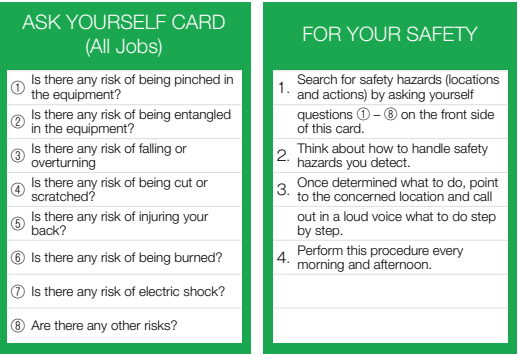 ASK YOURSELF CARD
(All Jobs)
① Is there any risk of being pinched in
the equipment?
② Is there any risk of being entangled
in the equipment?
③ Is there any risk of falling or
overturning
④ Is there any risk of being cut or
scratched?
⑤ Is there any risk of injuring your
back?
⑥ Is there any risk of being burned?
⑦ Is there any risk of electric shock?
⑧ Are there any other risks?
FOR YOUR SAFETY
1. Search for safety hazards (locations
and actions) by asking yourself
questions ① – ⑧ on the front side
of this card.
2. Think about how to handle safety
hazards you detect.
3. Once determined what to do, point
to the concerned location and call
out in a loud voice what to do step
by step.
4. Perform this procedure every
morning and afternoon.